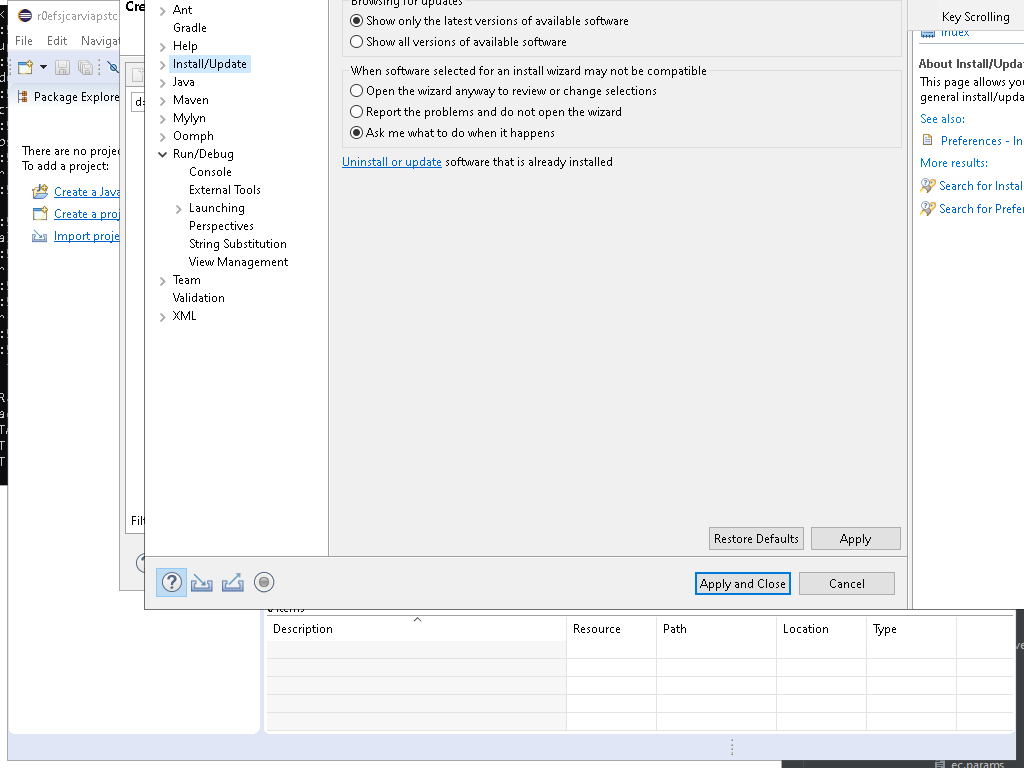 r0efsjcarviapstc
File Edit Navigat
Package Explore
There are no projec
To add a project:
Create a Java
Create a proj
Import proje
Cre
Filt
Ant
Gradle
Help
Install/Update
Java
Maven
Mylyn
Oomph
Run/Debug
Console
External Tools
Launching
Perspectives
String Substitution
View Management
Team
Validation
XML
Browsing for updates
Show only the latest versions of available software
Show all versions of available software
When software selected for an install wizard may not be compatible
Open the wizard anyway to review or change selections
Report the problems and do not open the wizard
Ask me what to do when it happens
Uninstall or update software that is already installed
Restore Defaults Apply
Apply and Close Cancel
Key Scrolling
Index
About Install/Upda
This page allows you
general install/upda
See also:
Preferences - In
More results:
Search for Instal
Search for Prefer
0 items
Description Resource Path Location Type
ec.params